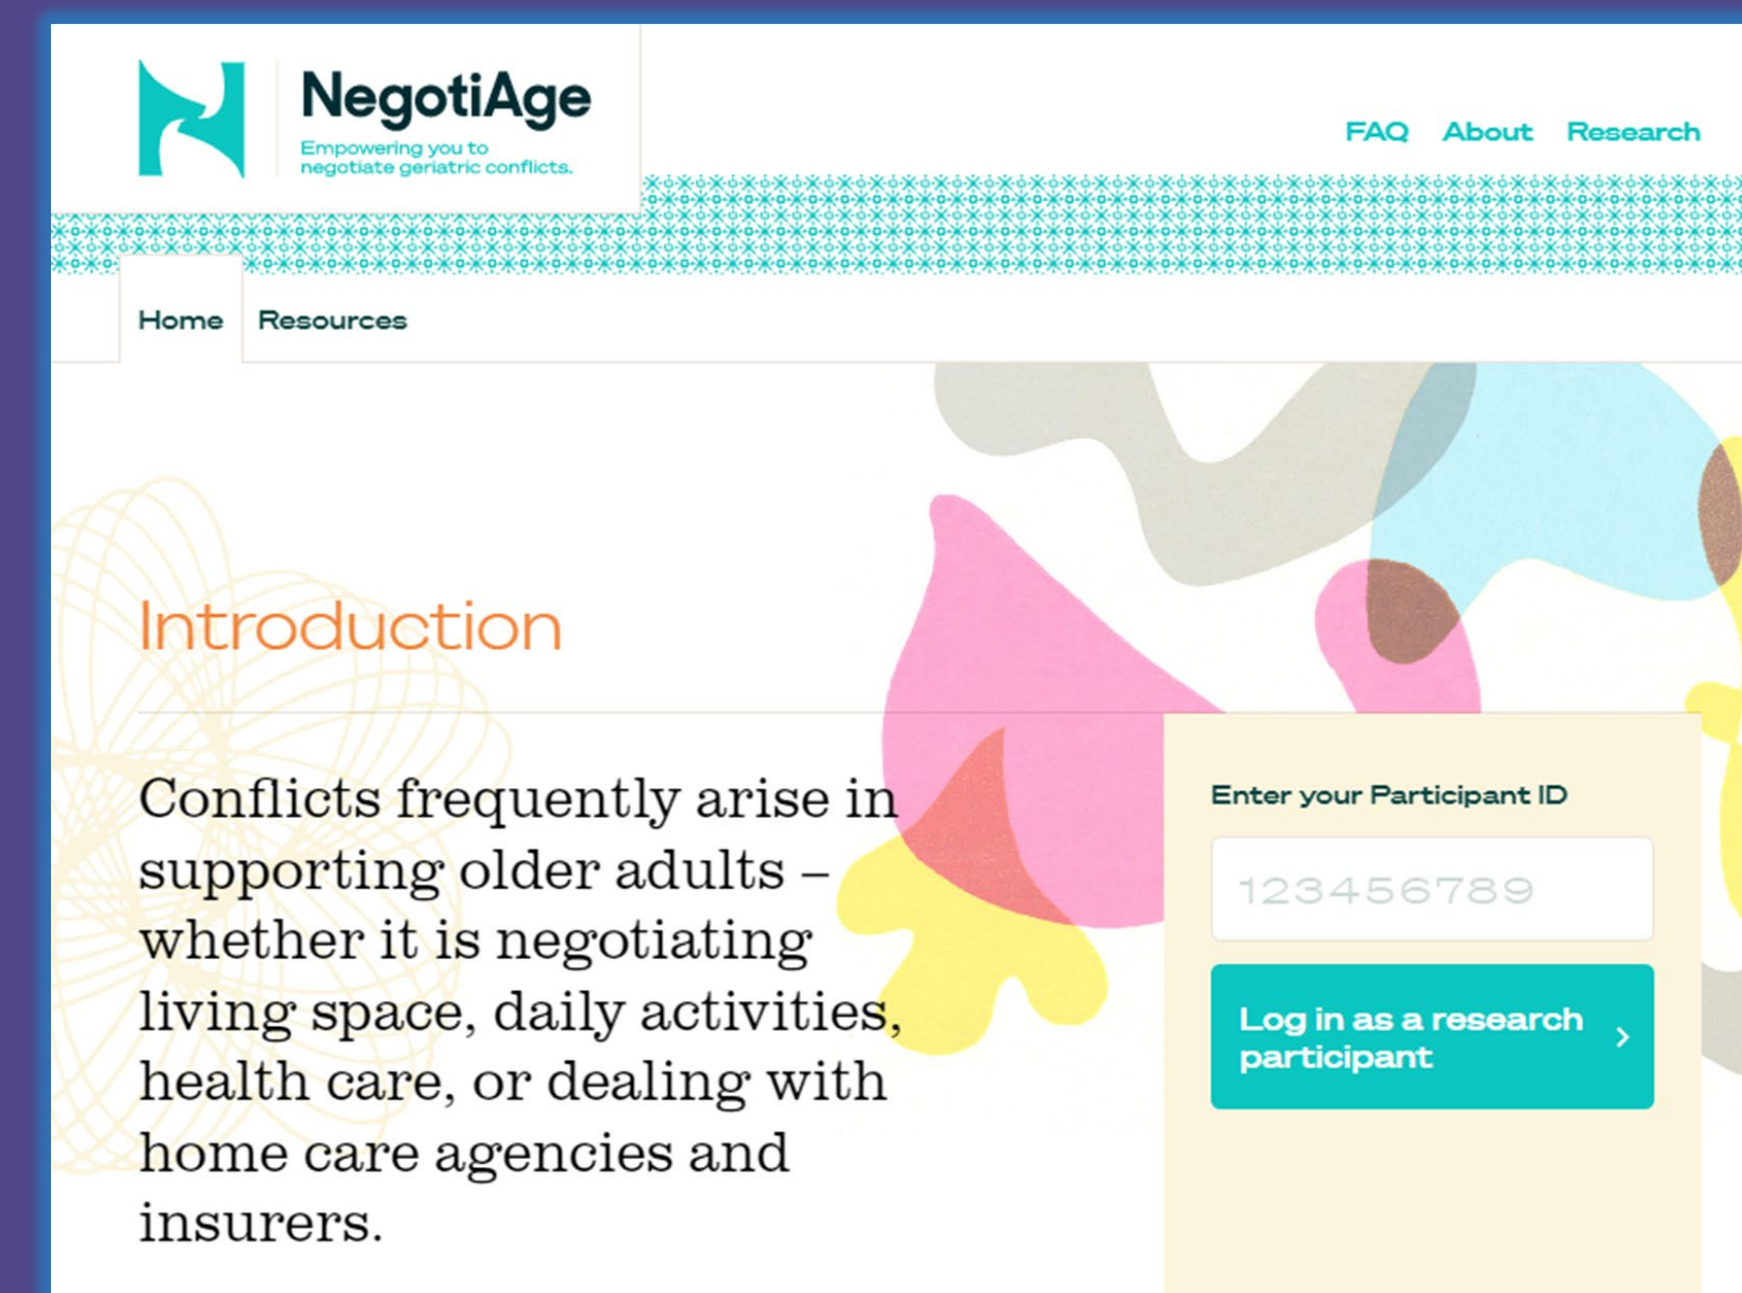 NegotiAge
Empowering you to
negotiate geriatric conflicts.
FAQ About Research
Home Resources
Introduction
Conflicts frequently arise in
supporting older adults –
whether it is negotiating
living space, daily activities,
health care, or dealing with
home care agencies and
insurers.
Enter your Participant ID
123456789
Log in as a research
participant